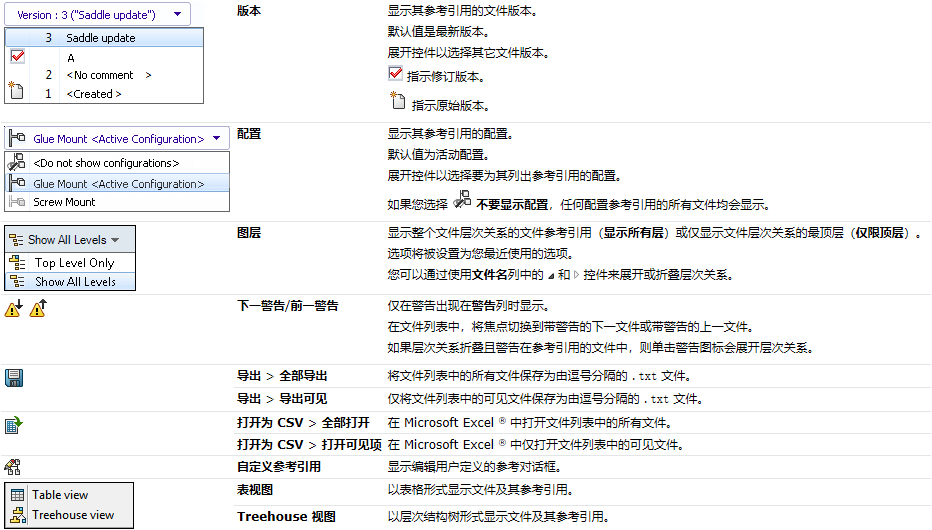 Version : 3 ("Saddle update")
3 Saddle update
A
2 <No comment >
1 <Created >
版本
显示其参考引用的文件版本。
默认值是最新版本。
展开控件以选择其它文件版本。
指示修订版本。
指示原始版本。
Glue Mount <Active Configuration>
<Do not show configurations>
Glue Mount <Active Configuration>
Screw Mount
配置
显示其参考引用的配置。
默认值为活动配置。
展开控件以选择要为其列出参考引用的配置。
如果您选择 不要显示配置，任何配置参考引用的所有文件均会显示。
Show All Levels
Top Level Only
Show All Levels
图层
显示整个文件层次关系的文件参考引用（显示所有层）或仅显示文件层次关系的最顶层（仅限顶层）。
选项将被设置为您最近使用的选项。
您可以通过使用文件名列中的 和 控件来展开或折叠层次关系。
下一警告/前一警告
仅在警告出现在警告列时显示。
在文件列表中，将焦点切换到带警告的下一文件或带警告的上一文件。
如果层次关系折叠且警告在参考引用的文件中，则单击警告图标会展开层次关系。
导出 > 全部导出 将文件列表中的所有文件保存为由逗号分隔的 .txt 文件。
导出 > 导出可见 仅将文件列表中的可见文件保存为由逗号分隔的 .txt 文件。
打开为 CSV > 全部打开 在 Microsoft Excel ® 中打开文件列表中的所有文件。
打开为 CSV > 打开可见项 在 Microsoft Excel ® 中仅打开文件列表中的可见文件。
自定义参考引用 显示编辑用户定义的参考对话框。
Table view
Treehouse view
表视图 以表格形式显示文件及其参考引用。
Treehouse 视图 以层次结构树形式显示文件及其参考引用。